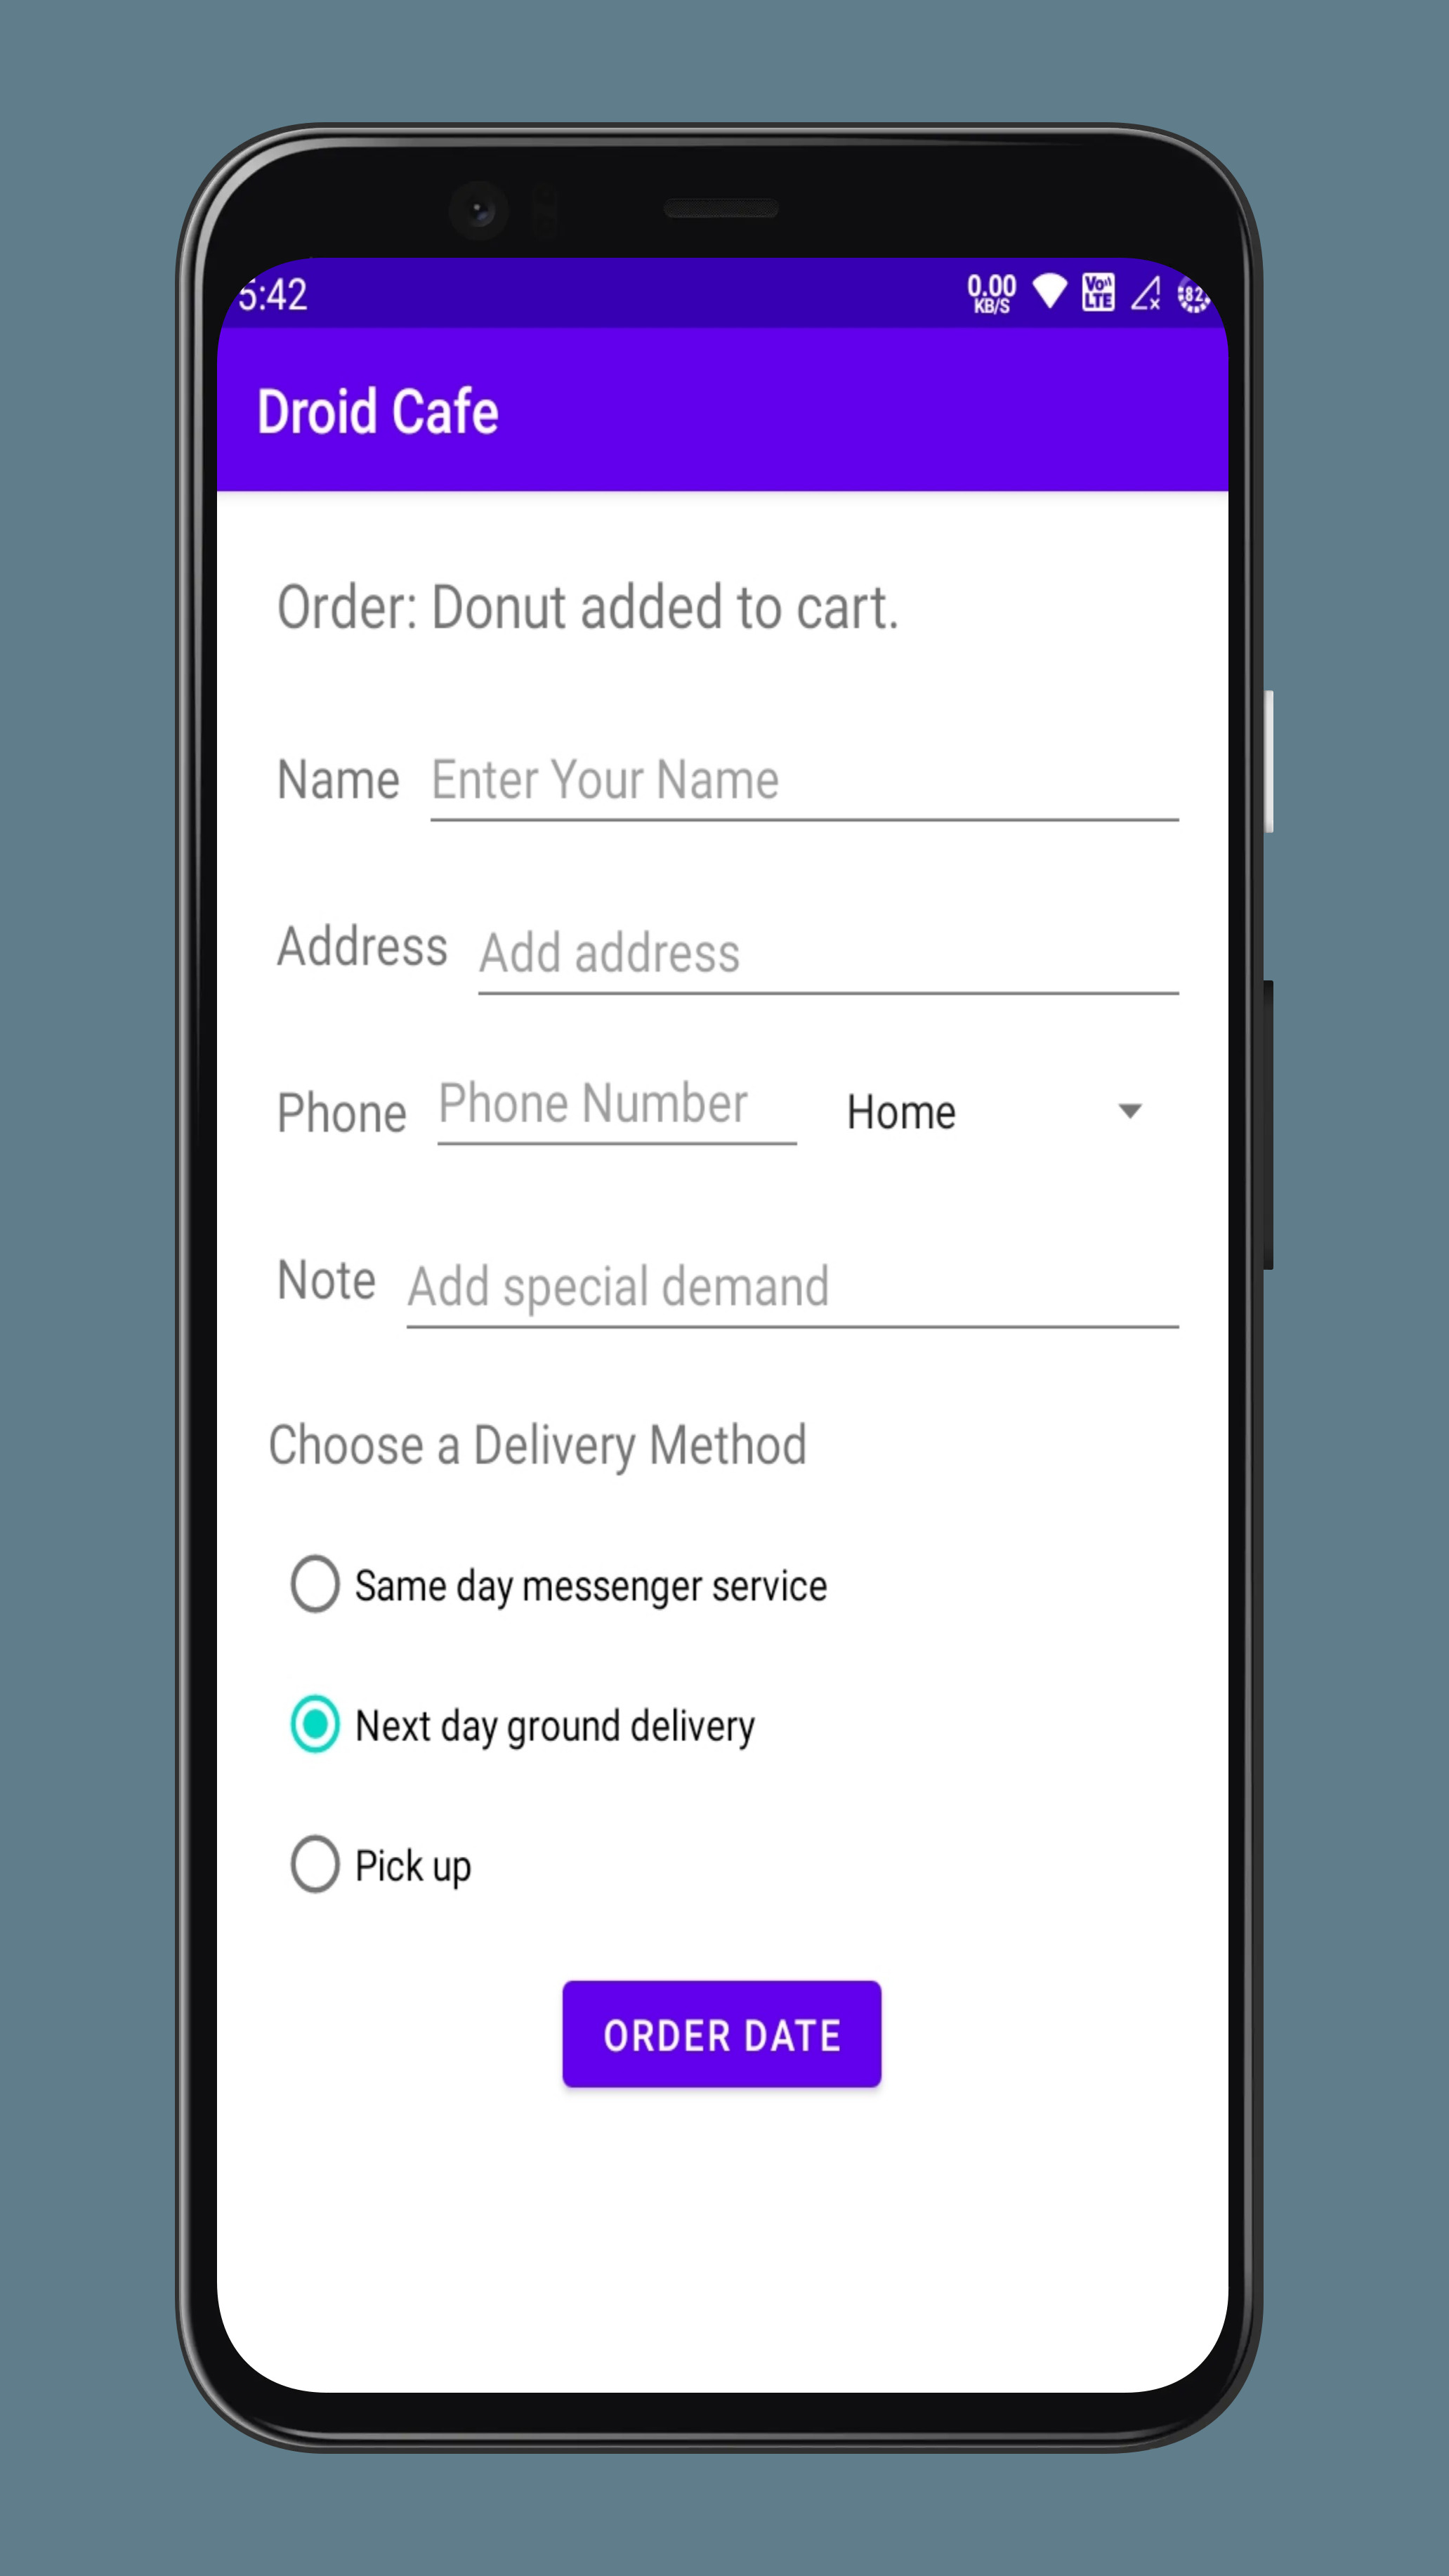 5:42 0.00 KB/S Vo LTE 82
Droid Cafe
Order: Donut added to cart.
Name Enter Your Name
Address Add address
Phone Phone Number Home
Note Add special demand
Choose a Delivery Method
Same day messenger service
Next day ground delivery
Pick up
ORDER DATE